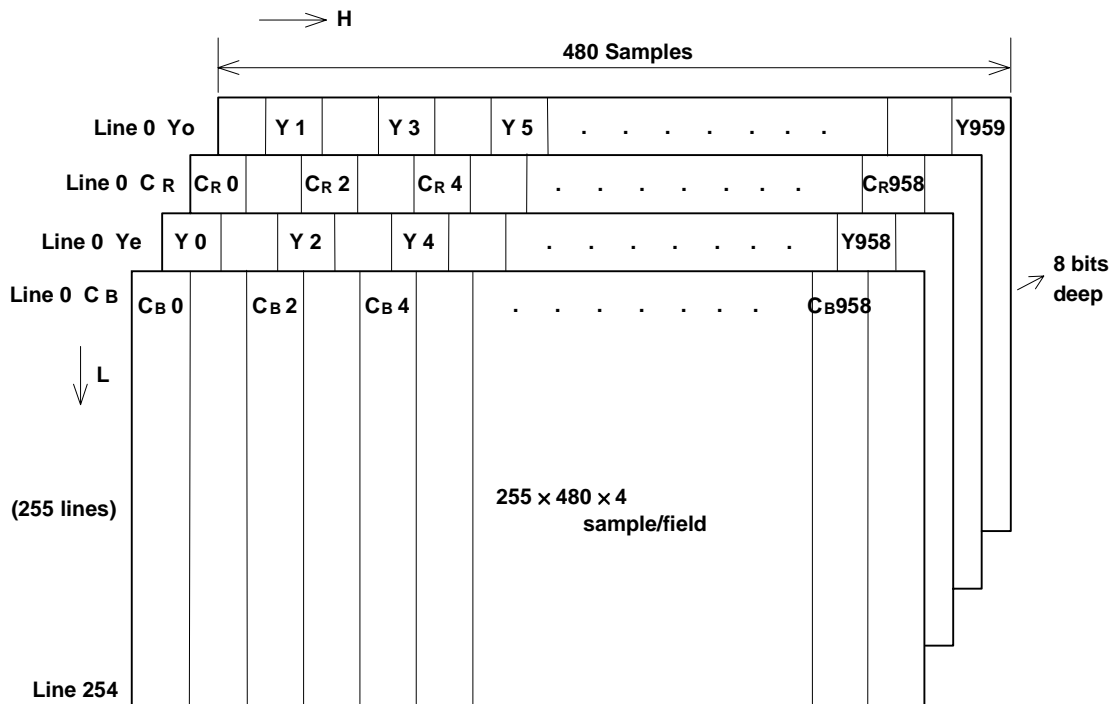 H
480 Samples
Line 0 Yo Y 1 Y 3 Y 5 . . . . . . . Y959
Line 0 CR CR 0 CR 2 CR 4 . . . . . . . CR958
Line 0 Ye Y 0 Y 2 Y 4 . . . . . . . Y958
Line 0 CB CB 0 CB 2 CB 4 . . . . . . . CB958
8 bits
deep
L
(255 lines)
255 × 480 × 4
sample/field
Line 254